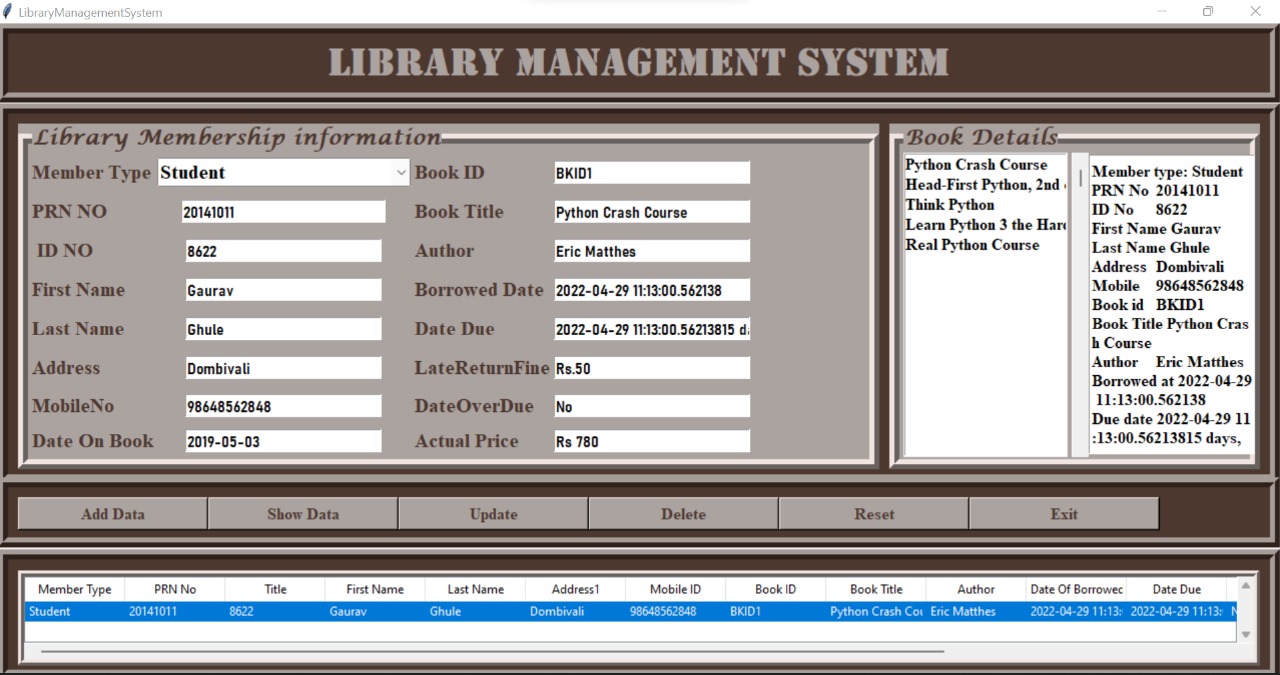 LibraryManagementSystem
LIBRARY MANAGEMENT SYSTEM
Library Membership information
Member Type Student
PRN NO 20141011
ID NO 8622
First Name Gaurav
Last Name Ghule
Address Dombivali
MobileNo 98648562848
Date On Book 2019-05-03
Book ID BKID1
Book Title Python Crash Course
Author Eric Matthes
Borrowed Date 2022-04-29 11:13:00.562138
Date Due 2022-04-29 11:13:00.56213815 d
LateReturnFine Rs.50
DateOverDue No
Actual Price Rs 780
Book Details
Python Crash Course
Head-First Python, 2nd
Think Python
Learn Python 3 the Har
Real Python Course
Member type: Student
PRN No 20141011
ID No 8622
First Name Gaurav
Last Name Ghule
Address Dombivali
Mobile 98648562848
Book id BKID1
Book Title Python Cras
h Course
Author Eric Matthes
Borrowed at 2022-04-29
11:13:00.562138
Due date 2022-04-29 11
:13:00.56213815 days,
Add Data Show Data Update Delete Reset Exit
Member Type PRN No Title First Name Last Name Address1 Mobile ID Book ID Book Title Author Date Of Borrowed Date Due
Student 20141011 8622 Gaurav Ghule Dombivali 98648562848 BKID1 Python Crash Cou Eric Matthes 2022-04-29 11:13: 2022-04-29 11:13: N